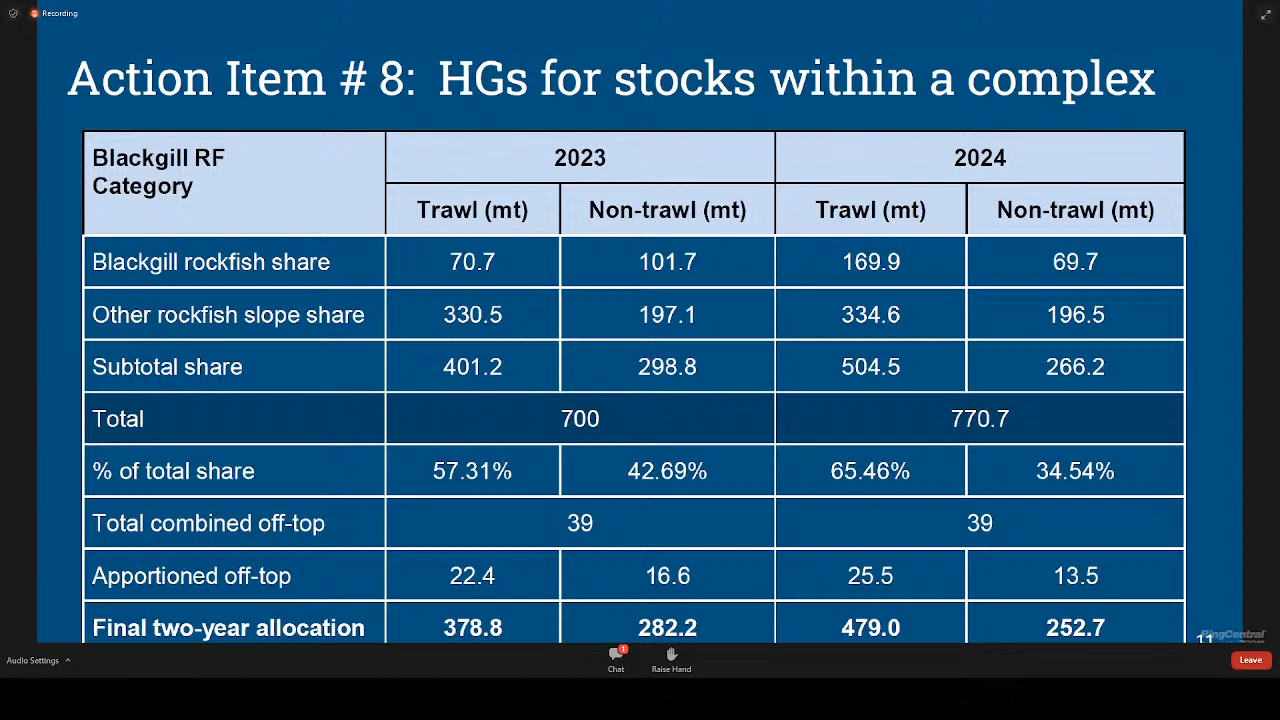 Recording
Action Item # 8: HGs for stocks within a complex
Blackgill RF
Category
2023
2024
Trawl (mt)
Non-trawl (mt)
Trawl (mt)
Non-trawl (mt)
Blackgill rockfish share 70.7 101.7 169.9 69.7
Other rockfish slope share 330.5 197.1 334.6 196.5
Subtotal share 401.2 298.8 504.5 266.2
Total 700 770.7
% of total share 57.31% 42.69% 65.46% 34.54%
Total combined off-top 39 39
Apportioned off-top 22.4 16.6 25.5 13.5
Final two-year allocation 378.8 282.2 479.0 252.7
11
RingCentral
Audio Settings
1
Chat
Raise Hand
Leave